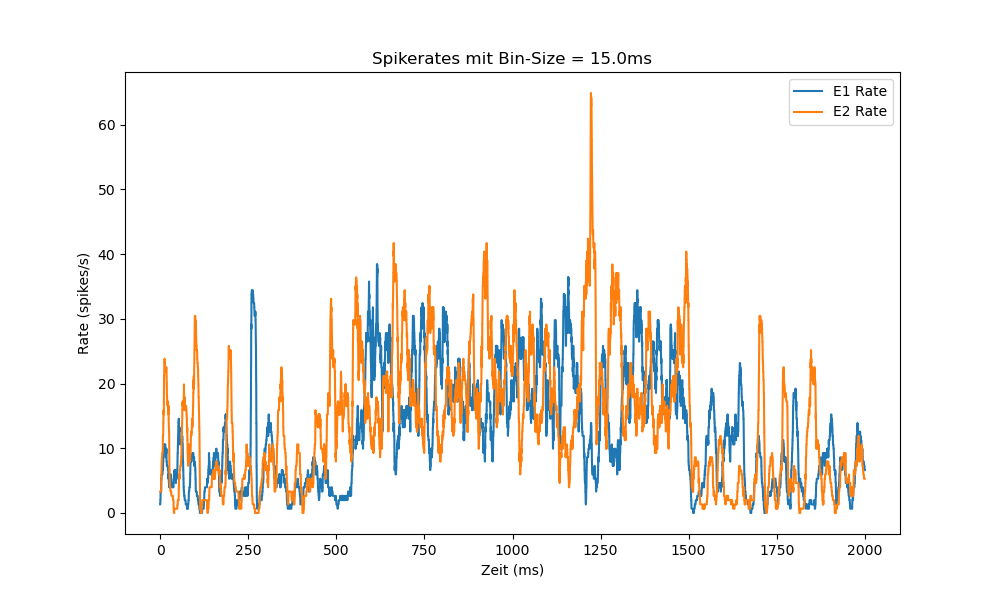 Spikerates mit Bin-Size = 15.0ms
E1 Rate
E2 Rate
Rate (spikes/s)
60
50
40
30
20
10
0
0 250 500 750 1000 1250 1500 1750 2000
Zeit (ms)